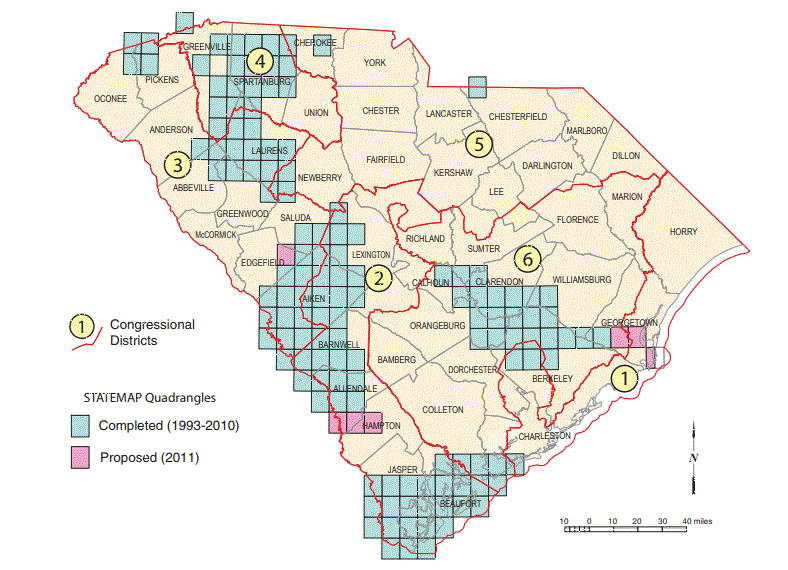 GREENVILLE
CHEROKEE
YORK
4
SPARTANBURG
PICKENS
OCONEE
UNION
CHESTER
LANCASTER
CHESTERFIELD
MARLBORO
ANDERSON
DILLON
5
LAURENS
FAIRFIELD
DARLINGTON
3
KERSHAW
NEWBERRY
LEE
ABBEVILLE
MARION
GREENWOOD
SALUDA
FLORENCE
HORRY
McCORMICK
RICHLAND
SUMTER
LEXINGTON
6
EDGEFIELD
2
CALHOUN
CLARENDON
WILLIAMSBURG
AIKEN
ORANGEBURG
GEORGETOWN
BARNWELL
BAMBERG
DORCHESTER
BERKELEY
1
ALLENDALE
COLLETON
HAMPTON
CHARLESTON
JASPER
BEAUFORT
1
Congressional
Districts
STATEMAP Quadrangles
Completed (1993-2010)
Proposed (2011)
N
10 0 10 20 30 40 miles